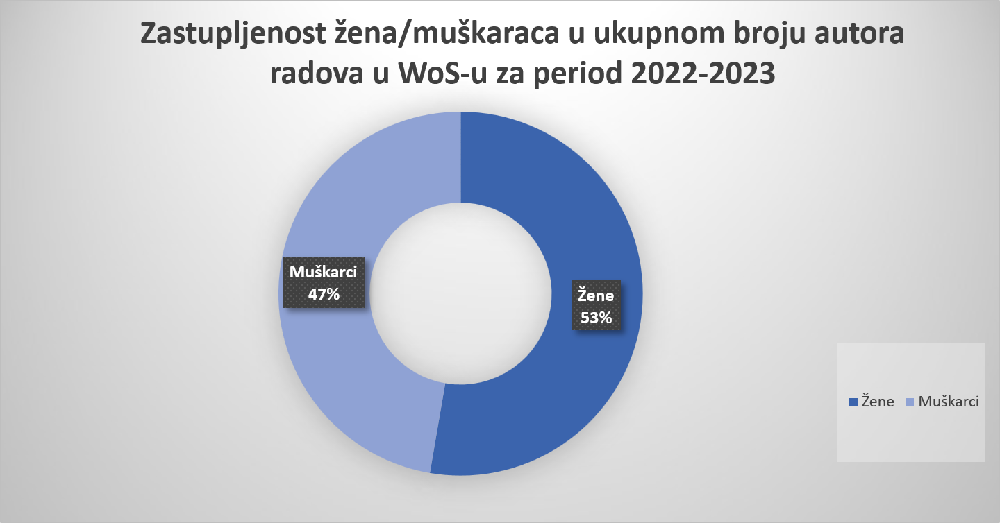 Zastupljenost žena/muškaraca u ukupnom broju autora
radova u WoS-u za period 2022-2023
Muškarci
47%
Žene
53%
Žene Muškarci